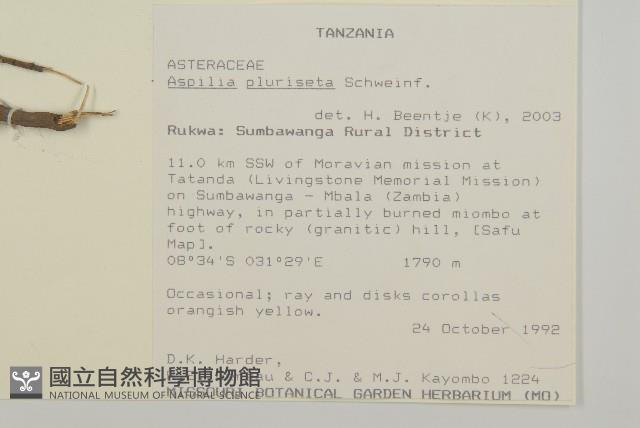 TANZANIA
ASTERACEAE
Aspilia pluriseta Schweinf.
det. H. Beentje (K), 2003
Rukwa: Sumbawanga Rural District
11.0 km SSW of Moravian mission at
Tatanda (Livingstone Memorial Mission)
on Sumbawanga - Mbala (Zambia)
highway, in partially burned miombo at
foot of rocky (granitic) hill, [Safu
Map].
08°34'S 031°29'E 1790 m
Occasional; ray and disks corollas
orangish yellow.
24 October 1992
D.K. Harder,
& C.J. & M.J. Kayombo 1224
MISSOURI BOTANICAL GARDEN HERBARIUM (MO)
國立自然科學博物館
NATIONAL MUSEUM OF NATURAL SCIENCE